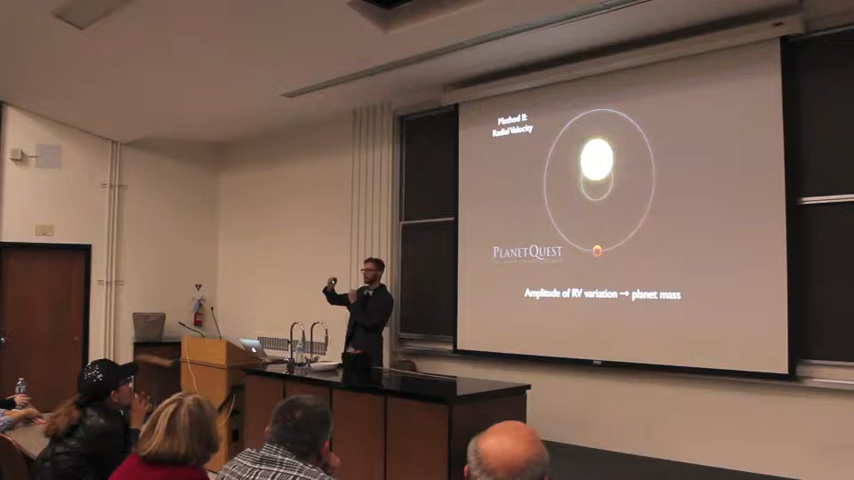 Method II:
Radial Velocity
PLANETQUEST
Amplitude of RV variation → planet mass